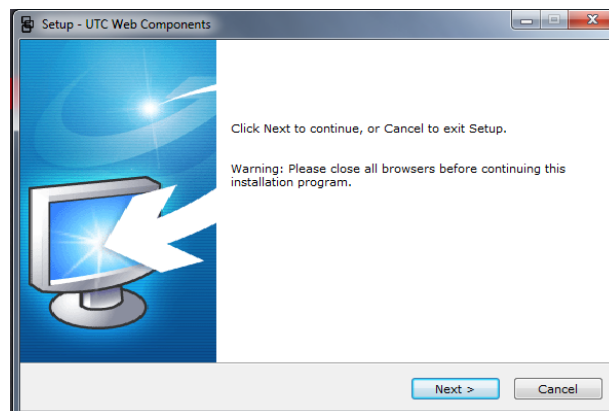 Setup - UTC Web Components
Click Next to continue, or Cancel to exit Setup.
Warning: Please close all browsers before continuing this
installation program.
Next >
Cancel